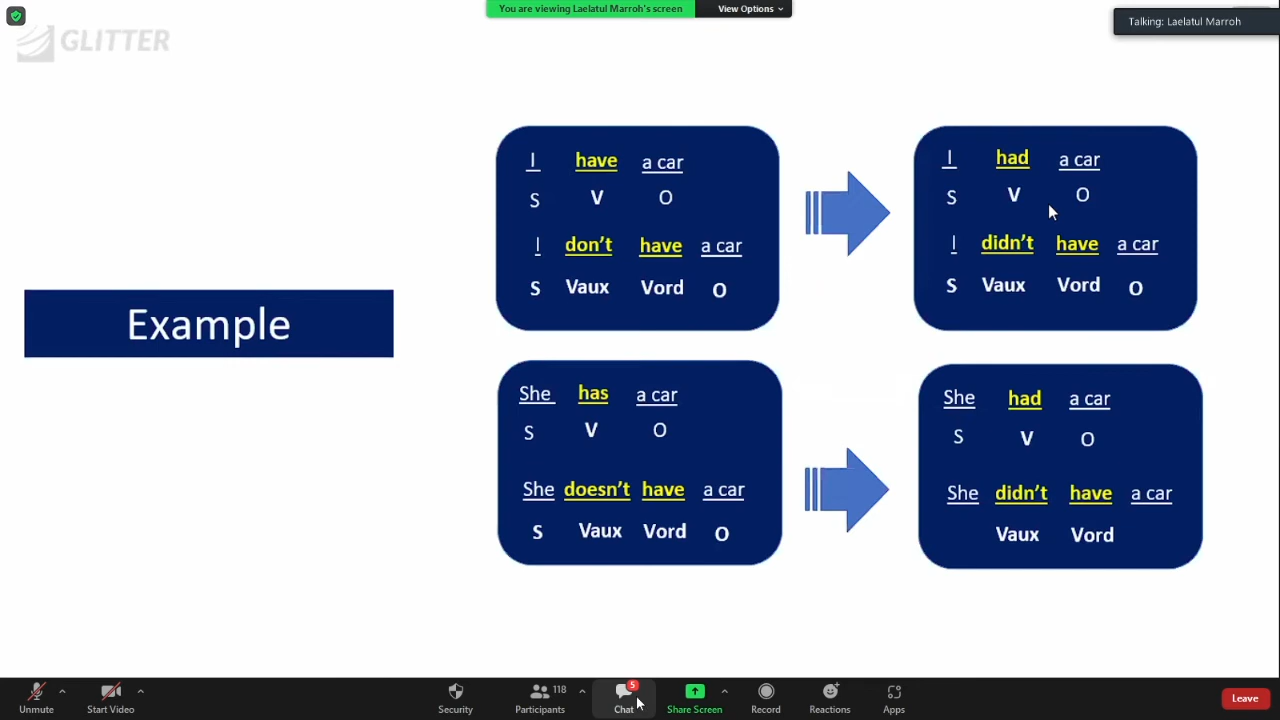 You are viewing Laelatul Marroh's screen
View Options
Talking: Laelatul Marroh
GLITTER
Example
I have a car
S V O
I don't have a car
S Vaux Vord O
I had a car
S V O
I didn't have a car
S Vaux Vord O
She has a car
S V O
She doesn't have a car
S Vaux Vord O
She had a car
S V O
She didn't have a car
Vaux Vord
118
5
Unmute
Start Video
Security
Participants
Chat
Share Screen
Record
Reactions
Apps
Leave